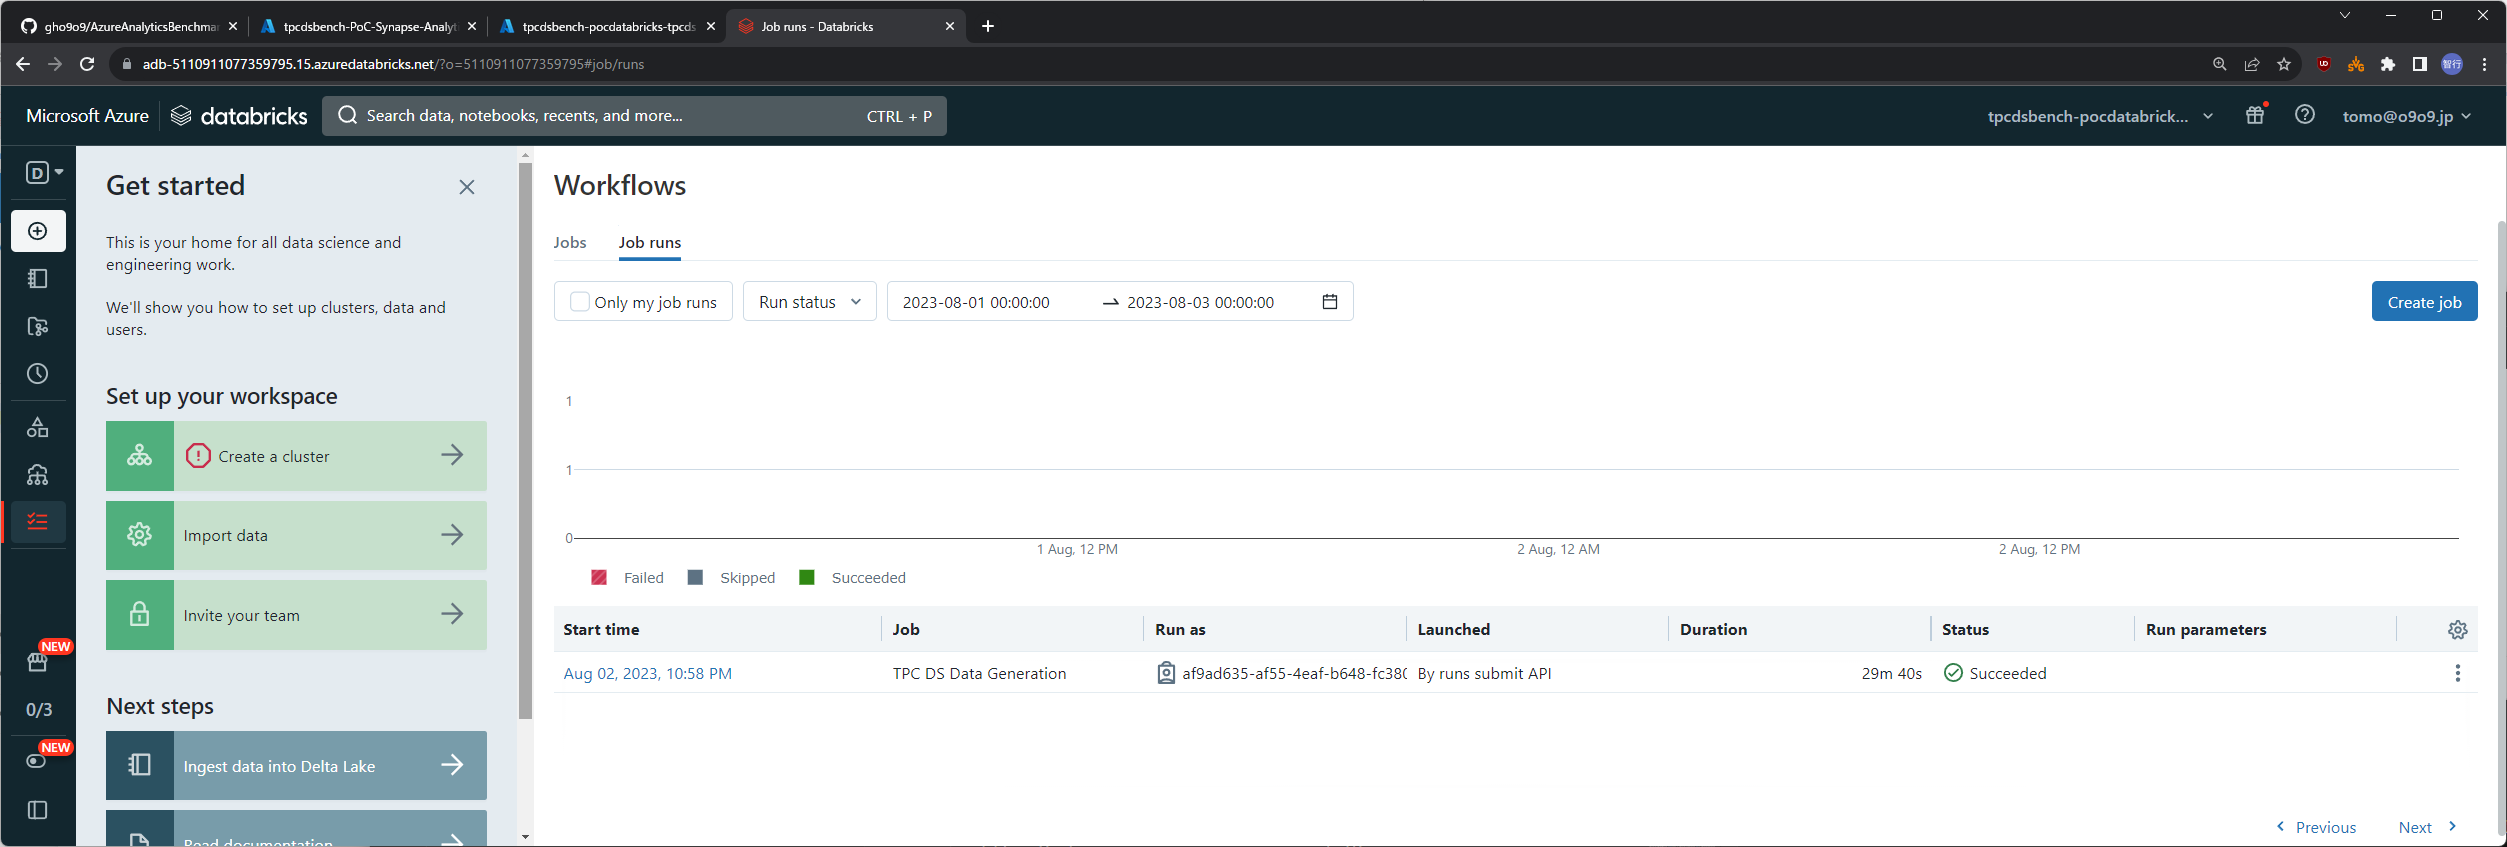 gho9o9/AzureAnalyticsBenchmar
tpcdsbench-PoC-Synapse-Analyti
tpcdsbench-pocdatabricks-tpcds
Job runs - Databricks
adb-5110911077359795.15.azuredatabricks.net/?o=5110911077359795#job/runs
智行
Microsoft Azure
databricks
Search data, notebooks, recents, and more...
CTRL + P
tpcdsbench-pocdatabrick...
tomo@o9o9.jp
D
Get started
This is your home for all data science and
engineering work.
We'll show you how to set up clusters, data and
users.
Set up your workspace
Create a cluster
Import data
Invite your team
NEW
0/3
NEW
Next steps
Ingest data into Delta Lake
Read documentation
Workflows
Jobs
Job runs
Only my job runs
Run status
2023-08-01 00:00:00
2023-08-03 00:00:00
Create job
1
1
0
1 Aug, 12 PM
2 Aug, 12 AM
2 Aug, 12 PM
Failed
Skipped
Succeeded
Start time
Job
Run as
Launched
Duration
Status
Run parameters
Aug 02, 2023, 10:58 PM
TPC DS Data Generation
af9ad635-af55-4eaf-b648-fc380
By runs submit API
29m 40s
Succeeded
Previous
Next